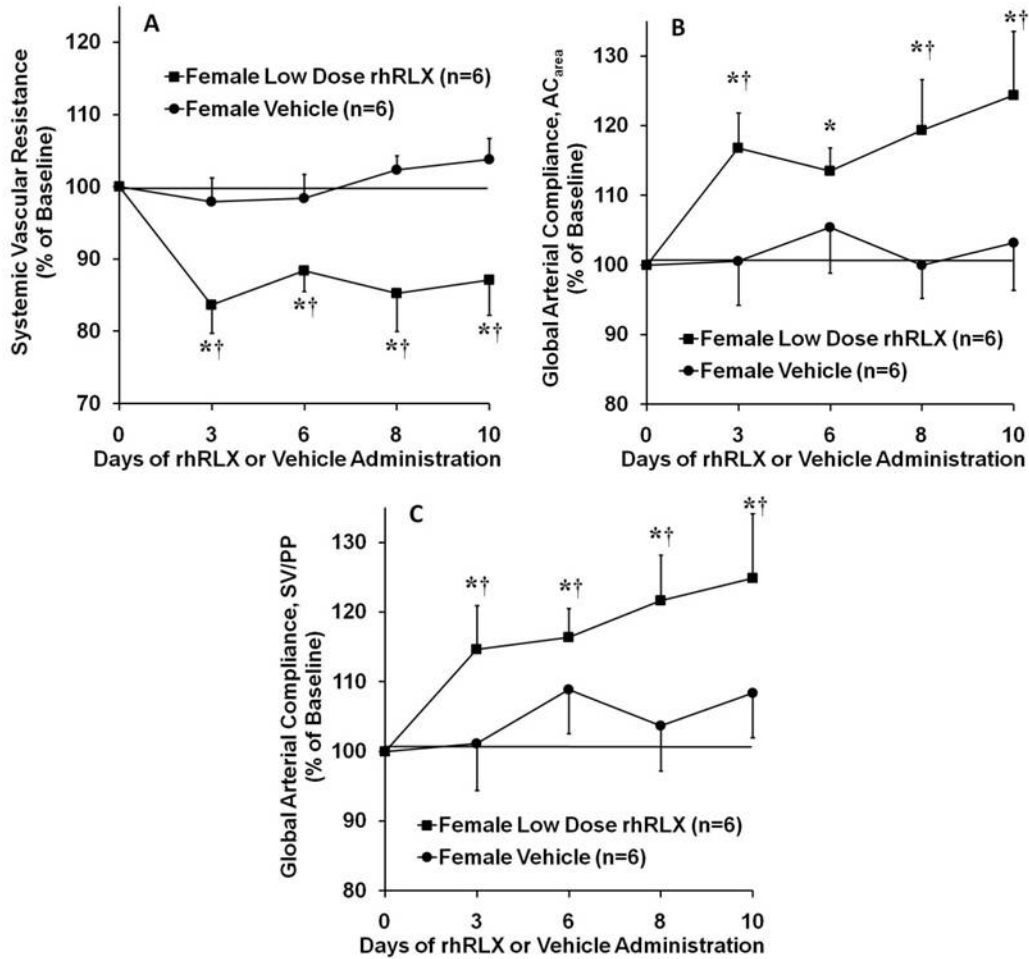 A
Systemic Vascular Resistance
(% of Baseline)
120
110
100
90
80
70
Female Low Dose rhRLX (n=6)
Female Vehicle (n=6)
*†
*†
*†
*†
0 3 6 8 10
Days of rhRLX or Vehicle Administration
B
Global Arterial Compliance, ACarea
(% of Baseline)
130
120
110
100
90
80
*†
*
*†
*†
Female Low Dose rhRLX (n=6)
Female Vehicle (n=6)
0 3 6 8 10
Days of rhRLX or Vehicle Administration
C
Global Arterial Compliance, SV/PP
(% of Baseline)
130
120
110
100
90
80
*†
*†
*†
*†
Female Low Dose rhRLX (n=6)
Female Vehicle (n=6)
0 3 6 8 10
Days of rhRLX or Vehicle Administration